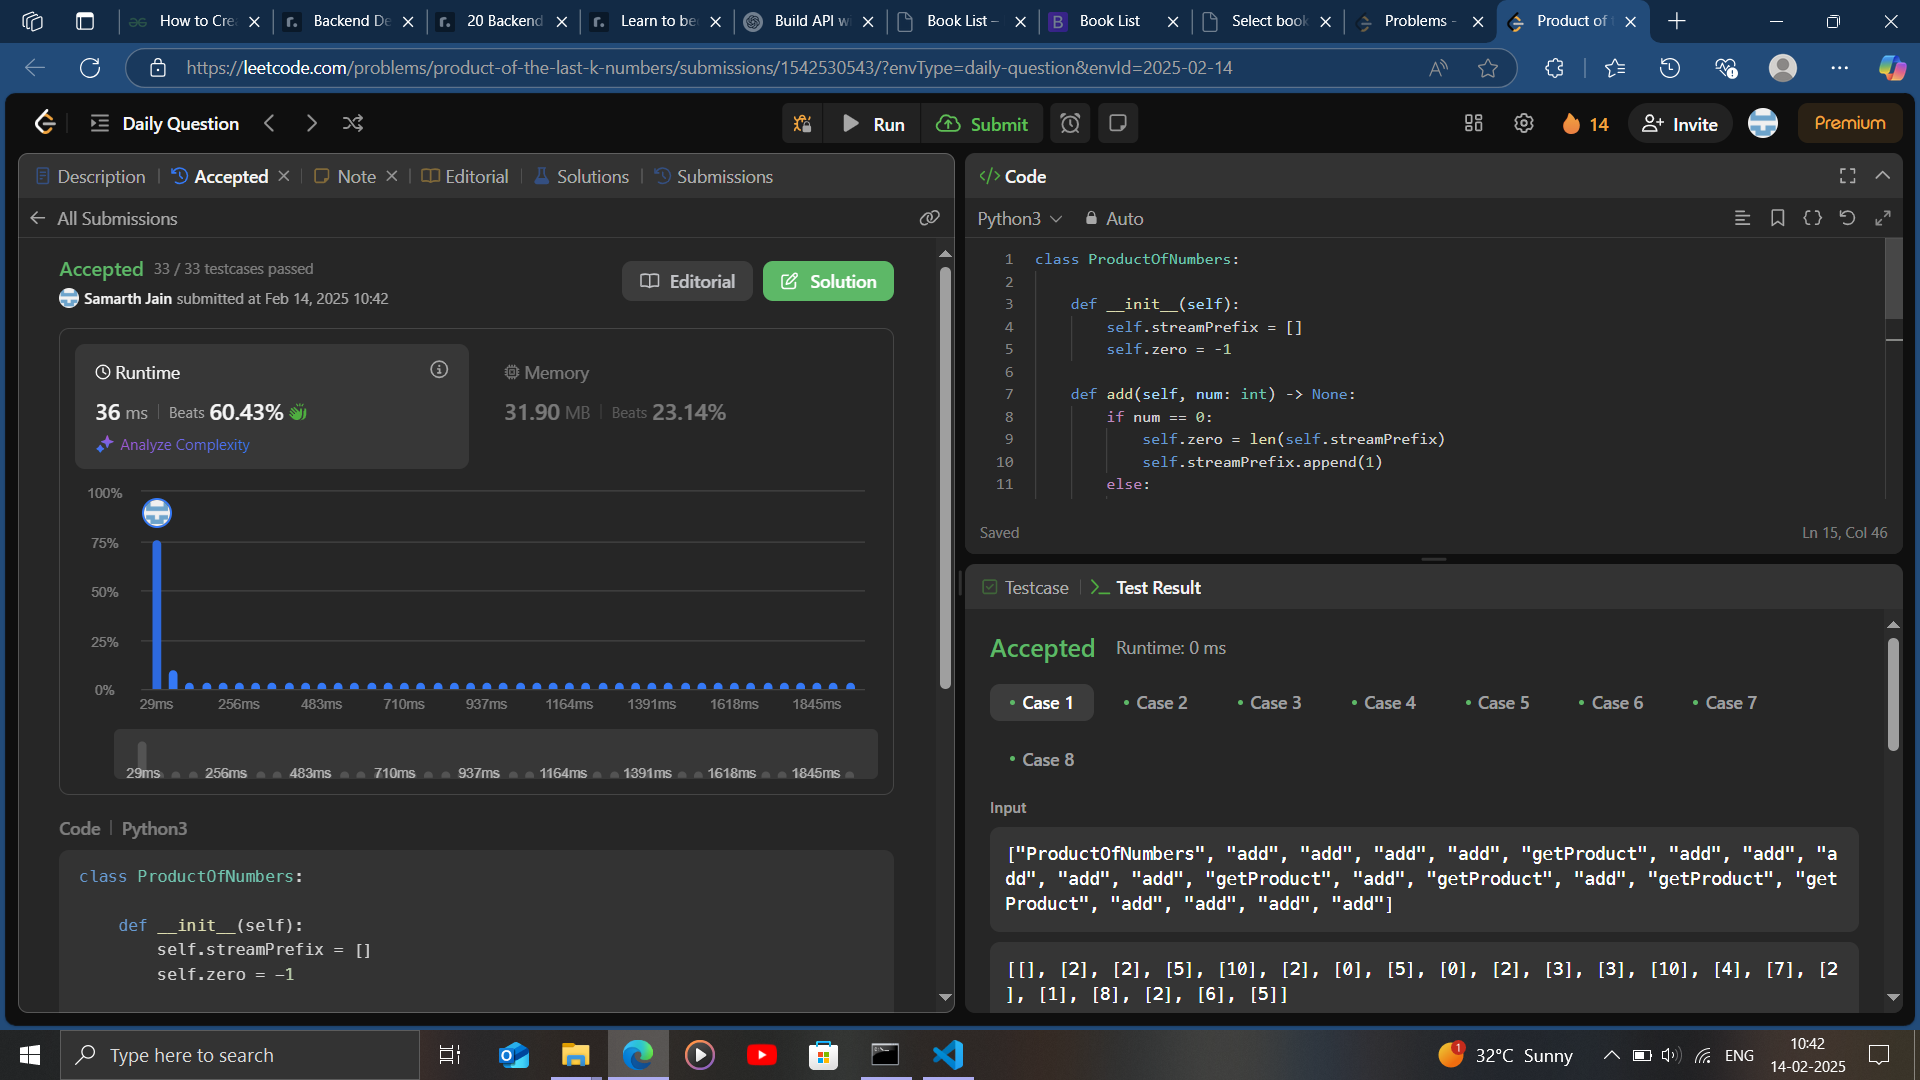 How to Cre
Backend De
20 Backend
Learn to be
Build API w
Book List –
Book List
Select book
Problems -
Product of
https://leetcode.com/problems/product-of-the-last-k-numbers/submissions/1542530543/?envType=daily-question&envId=2025-02-14
Daily Question
Run
Submit
14
Invite
Premium
Description
Accepted
Note
Editorial
Solutions
Submissions
All Submissions
Accepted 33 / 33 testcases passed
Samarth Jain submitted at Feb 14, 2025 10:42
Editorial
Solution
Runtime
36 ms | Beats 60.43%
Analyze Complexity
Memory
31.90 MB | Beats 23.14%
100%
75%
50%
25%
0%
29ms 256ms 483ms 710ms 937ms 1164ms 1391ms 1618ms 1845ms
29ms 256ms 483ms 710ms 937ms 1164ms 1391ms 1618ms 1845ms
Code | Python3
class ProductOfNumbers:
def __init__(self):
self.streamPrefix = []
self.zero = -1
</> Code
Python3
Auto
1 class ProductOfNumbers:
2
3 def __init__(self):
4 self.streamPrefix = []
5 self.zero = -1
6
7 def add(self, num: int) -> None:
8 if num == 0:
9 self.zero = len(self.streamPrefix)
10 self.streamPrefix.append(1)
11 else:
Saved
Ln 15, Col 46
Testcase
Test Result
Accepted Runtime: 0 ms
Case 1
Case 2
Case 3
Case 4
Case 5
Case 6
Case 7
Case 8
Input
["ProductOfNumbers", "add", "add", "add", "add", "getProduct", "add", "add", "a
dd", "add", "add", "getProduct", "add", "getProduct", "add", "getProduct", "get
Product", "add", "add", "add", "add"]
[[], [2], [2], [5], [10], [2], [0], [5], [0], [2], [3], [3], [10], [4], [7], [2
], [1], [8], [2], [6], [5]]
Type here to search
1
32°C Sunny
ENG
10:42
14-02-2025